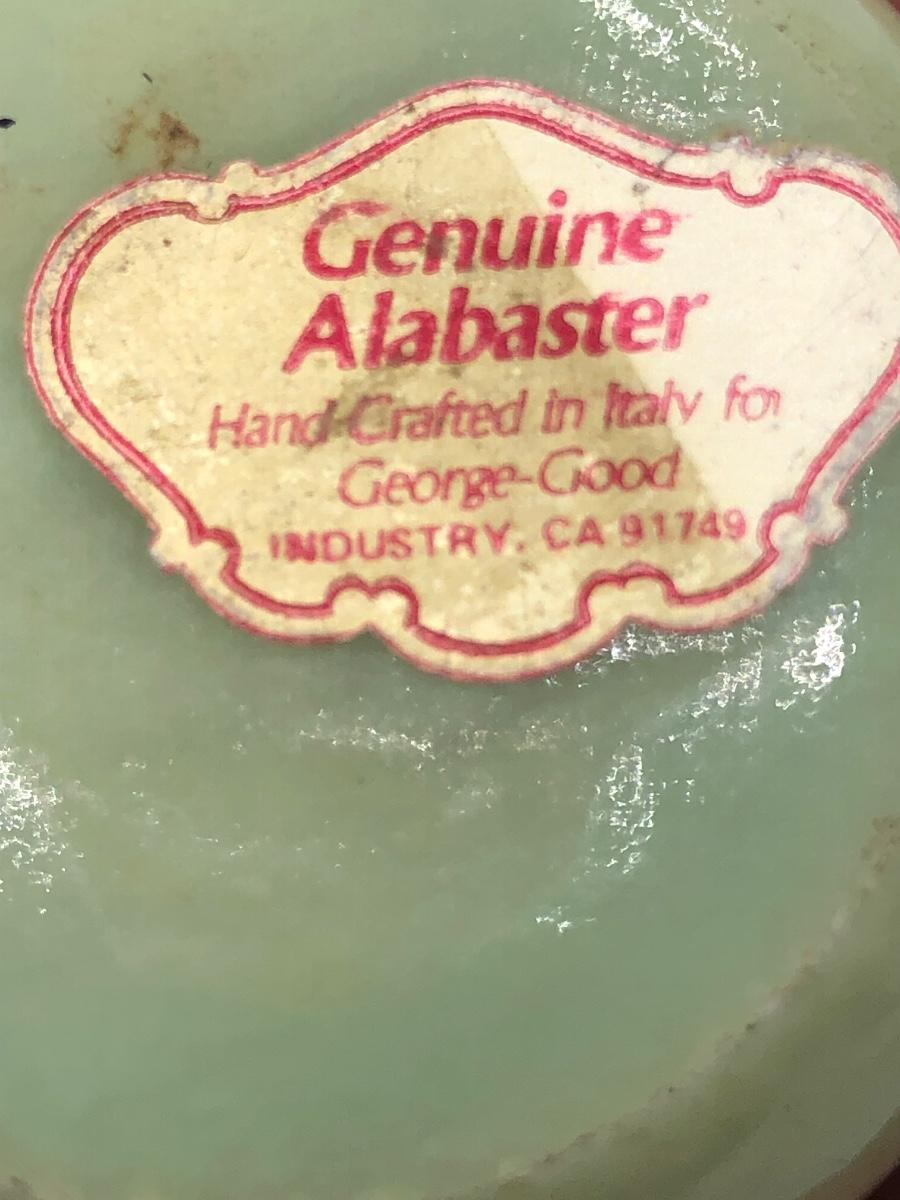 Genuine
Alabaster
Hand-Crafted in Italy for
George-Good
INDUSTRY, CA 91749